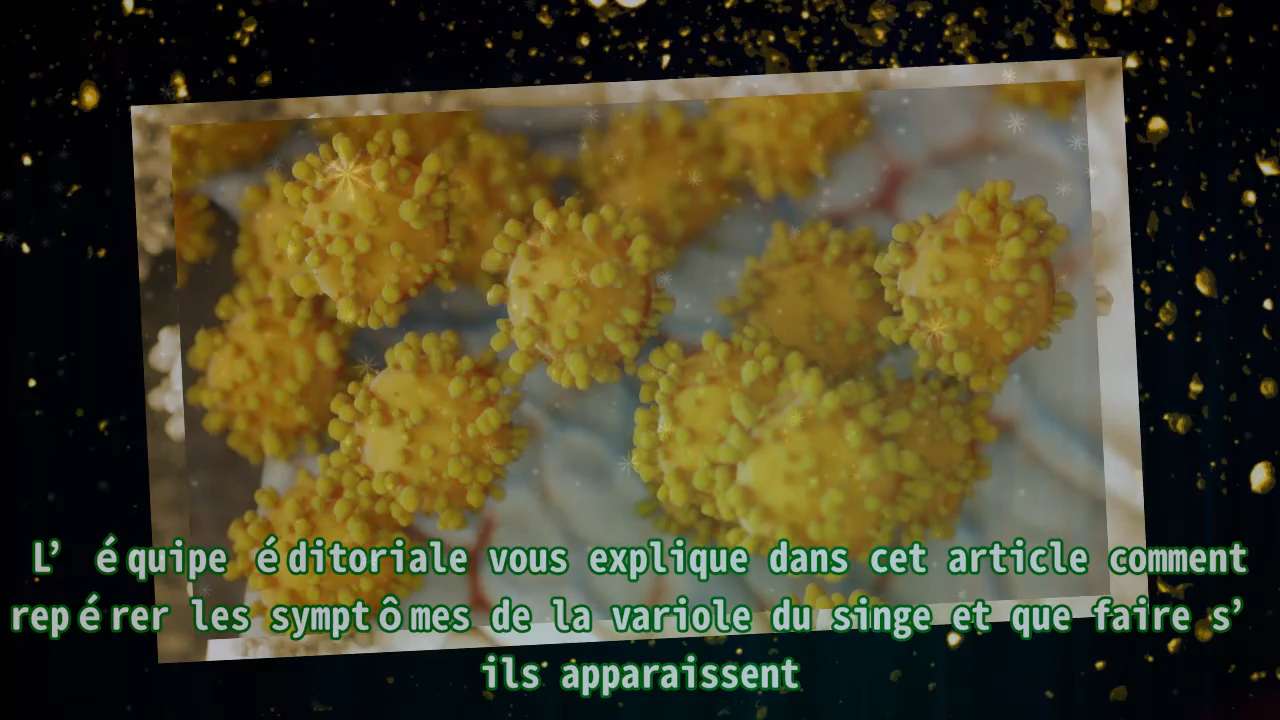 L’équipe éditoriale vous explique dans cet article comment
repérer les symptômes de la variole du singe et que faire s’
ils apparaissent